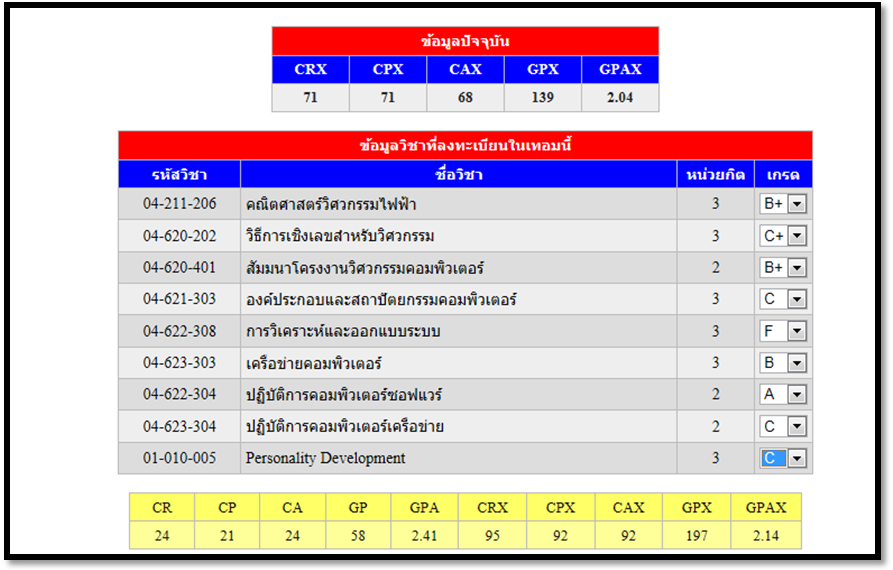 ข้อมูลปัจจุบัน
CRX CPX CAX GPX GPAX
71 71 68 139 2.04
ข้อมูลวิชาที่ลงทะเบียนในเทอมนี้
รหัสวิชา ชื่อวิชา หน่วยกิต เกรด
04-211-206 คณิตศาสตร์วิศวกรรมไฟฟ้า 3 B+
04-620-202 วิธีการเชิงเลขสำหรับวิศวกรรม 3 C+
04-620-401 สัมมนาโครงงานวิศวกรรมคอมพิวเตอร์ 2 B+
04-621-303 องค์ประกอบและสถาปัตยกรรมคอมพิวเตอร์ 3 C
04-622-308 การวิเคราะห์และออกแบบระบบ 3 F
04-623-303 เครือข่ายคอมพิวเตอร์ 3 B
04-622-304 ปฏิบัติการคอมพิวเตอร์ซอฟแวร์ 2 A
04-623-304 ปฏิบัติการคอมพิวเตอร์เครือข่าย 2 C
01-010-005 Personality Development 3 C
CR CP CA GP GPA CRX CPX CAX GPX GPAX
24 21 24 58 2.41 95 92 92 197 2.14